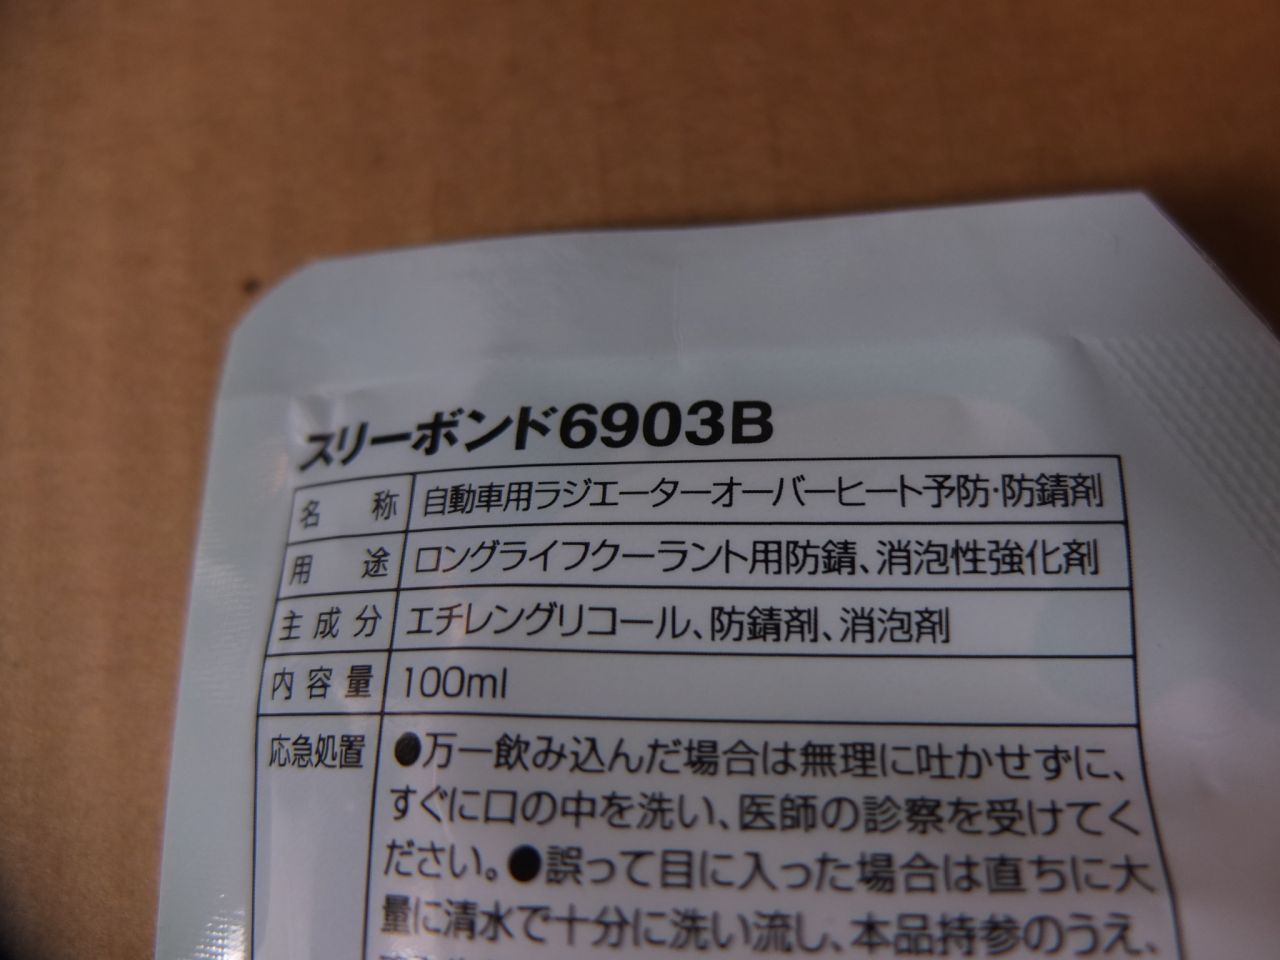 スリーボンド6903B
名称 自動車用ラジエーターオーバーヒート予防・防錆剤
用途 ロングライフクーラント用防錆、消泡性強化剤
主成分 エチレングリコール、防錆剤、消泡剤
内容量 100ml
応急処置 ●万一飲み込んだ場合は無理に吐かせずに、
すぐに口の中を洗い、医師の診察を受けてく
ださい。●誤って目に入った場合は直ちに大
量に清水で十分に洗い流し、本品持参のうえ、